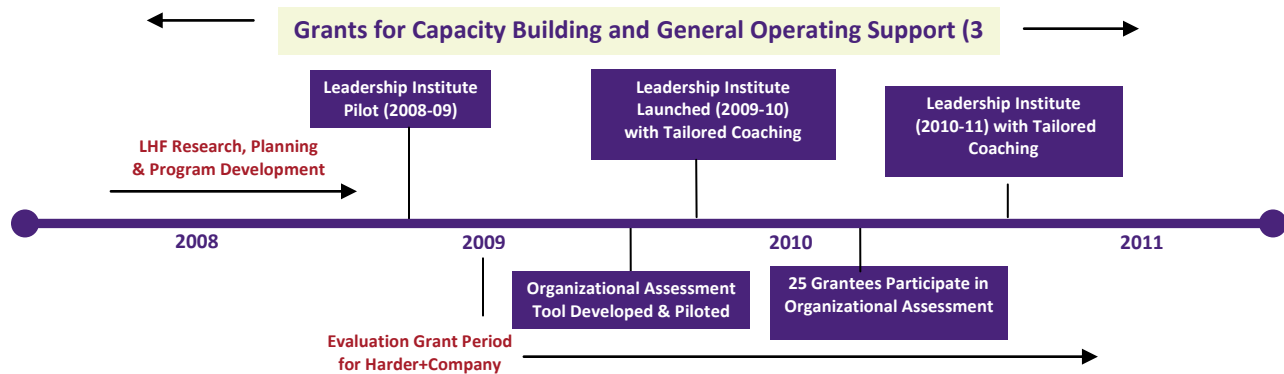 Grants for Capacity Building and General Operating Support (3
Leadership Institute
Pilot (2008-09)
Leadership Institute
Launched (2009-10)
with Tailored Coaching
Leadership Institute
(2010-11) with Tailored
Coaching
LHF Research, Planning
& Program Development
2008
2009
2010
2011
Organizational Assessment
Tool Developed & Piloted
25 Grantees Participate in
Organizational Assessment
Evaluation Grant Period
for Harder+Company